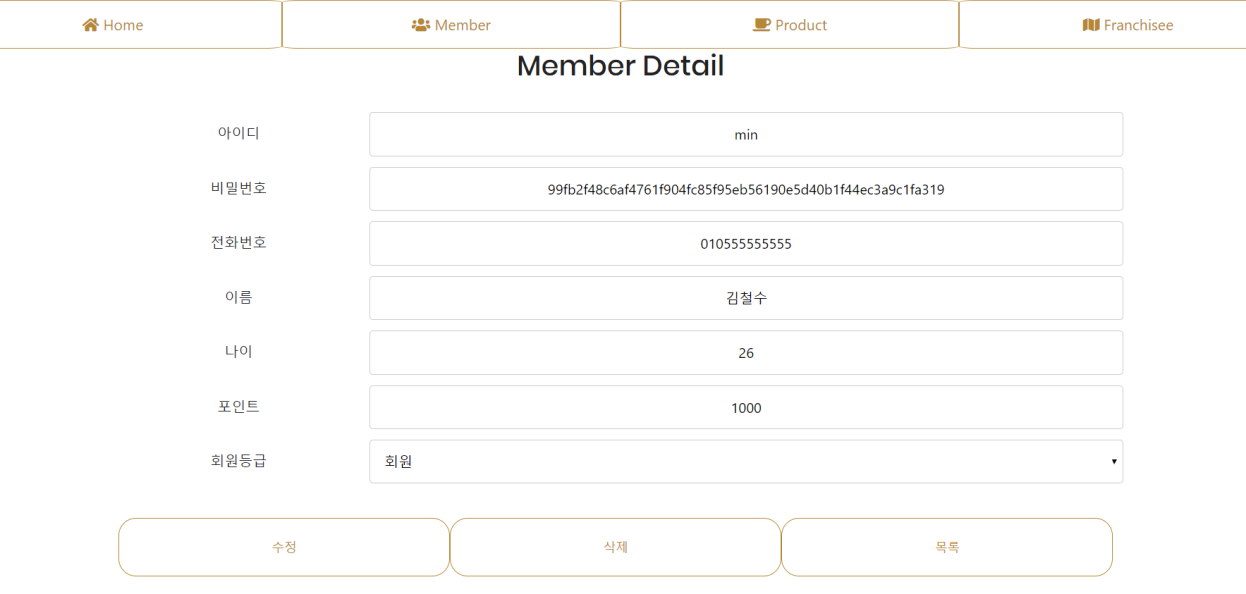 Home Member Product Franchisee
Member Detail
아이디 min
비밀번호 99fb2f48c6af4761f904fc85f95eb56190e5d40b1f44ec3a9c1fa319
전화번호 010555555555
이름 김철수
나이 26
포인트 1000
회원등급 회원
수정 삭제 목록